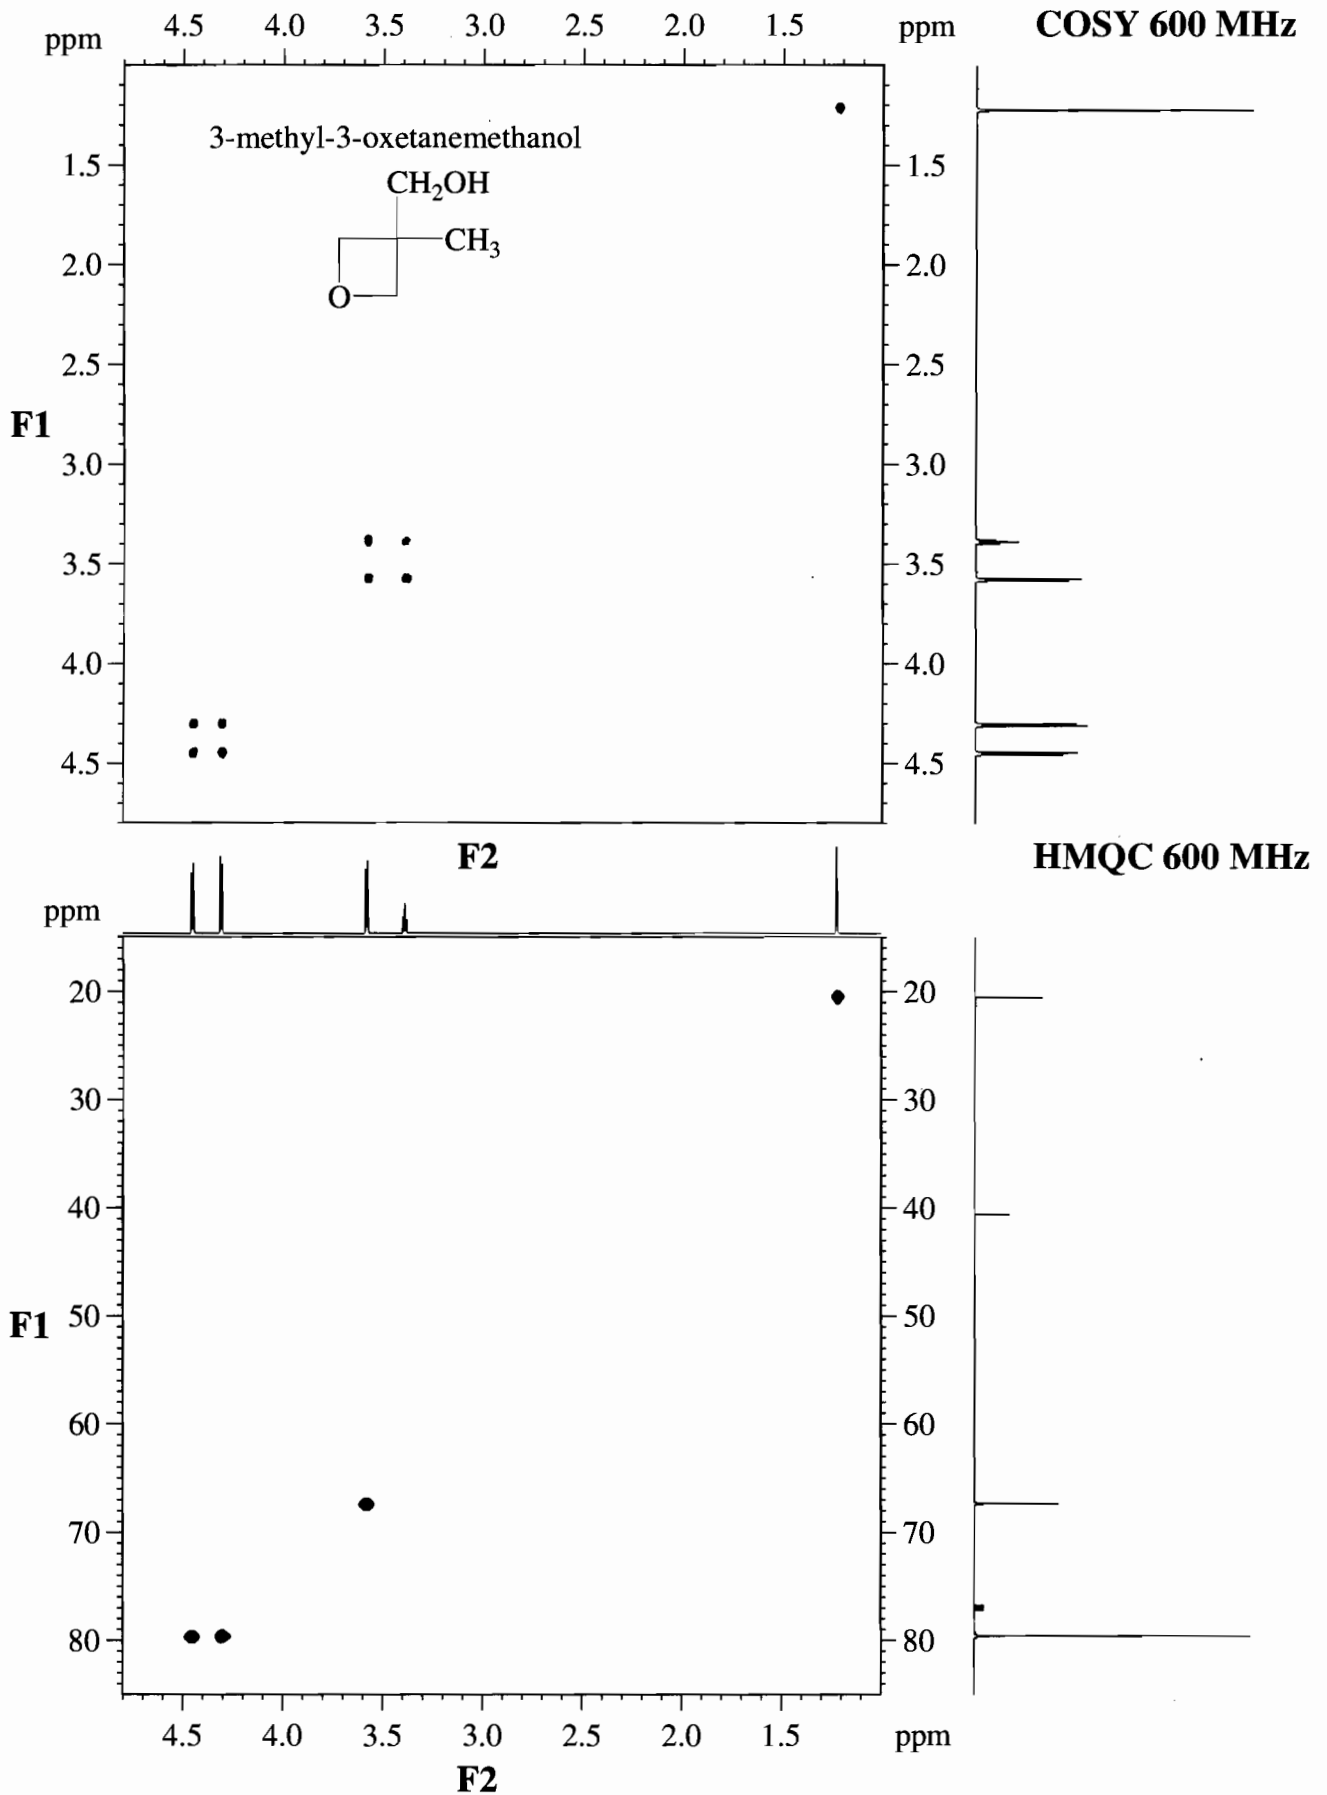 4.5 4.0 3.5 3.0 2.5 2.0 1.5
ppm ppm COSY 600 MHz
3-methyl-3-oxetanemethanol
1.5 1.5
CH₂OH
CH₃
2.0 2.0
O
2.5 2.5
F1
3.0 3.0
3.5 3.5
4.0 4.0
4.5 4.5
F2 HMQC 600 MHz
ppm
20 20
30 30
40 40
F1 50 50
60 60
70 70
80 80
4.5 4.0 3.5 3.0 2.5 2.0 1.5 ppm
F2